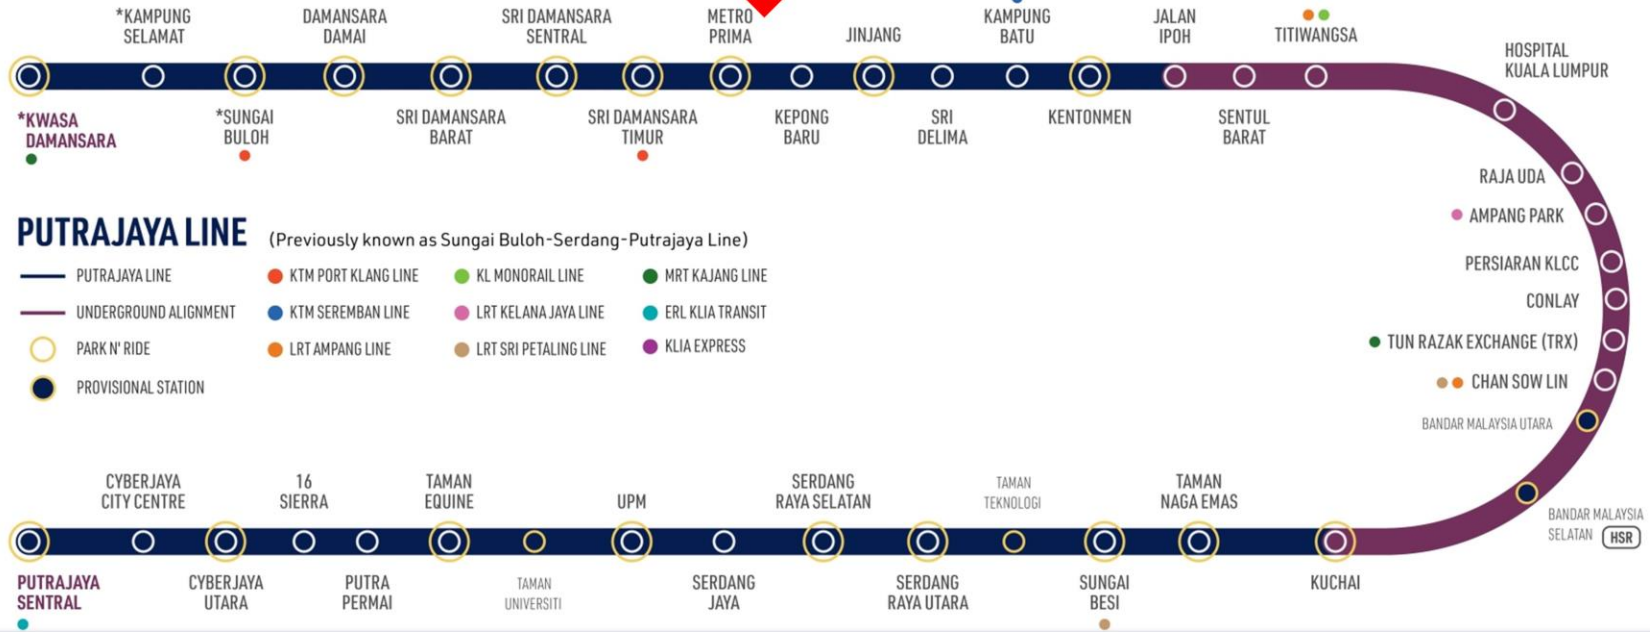 *KAMPUNG
SELAMAT
DAMANSARA
DAMAI
SRI DAMANSARA
SENTRAL
METRO
PRIMA
JINJANG
KAMPUNG
BATU
JALAN
IPOH
TITIWANGSA
HOSPITAL
KUALA LUMPUR
*KWASA
DAMANSARA
*SUNGAI
BULOH
SRI DAMANSARA
BARAT
SRI DAMANSARA
TIMUR
KEPONG
BARU
SRI
DELIMA
KENTONMEN
SENTUL
BARAT
RAJA UDA
AMPANG PARK
PERSIARAN KLCC
CONLAY
TUN RAZAK EXCHANGE (TRX)
CHAN SOW LIN
BANDAR MALAYSIA UTARA
BANDAR MALAYSIA
SELATAN HSR
PUTRAJAYA LINE (Previously known as Sungai Buloh-Serdang-Putrajaya Line)
PUTRAJAYA LINE
UNDERGROUND ALIGNMENT
PARK N' RIDE
PROVISIONAL STATION
KTM PORT KLANG LINE
KTM SEREMBAN LINE
LRT AMPANG LINE
KL MONORAIL LINE
LRT KELANA JAYA LINE
LRT SRI PETALING LINE
MRT KAJANG LINE
ERL KLIA TRANSIT
KLIA EXPRESS
CYBERJAYA
CITY CENTRE
16
SIERRA
TAMAN
EQUINE
UPM
SERDANG
RAYA SELATAN
TAMAN
TEKNOLOGI
TAMAN
NAGA EMAS
PUTRAJAYA
SENTRAL
CYBERJAYA
UTARA
PUTRA
PERMAI
TAMAN
UNIVERSITI
SERDANG
JAYA
SERDANG
RAYA UTARA
SUNGAI
BESI
KUCHAI